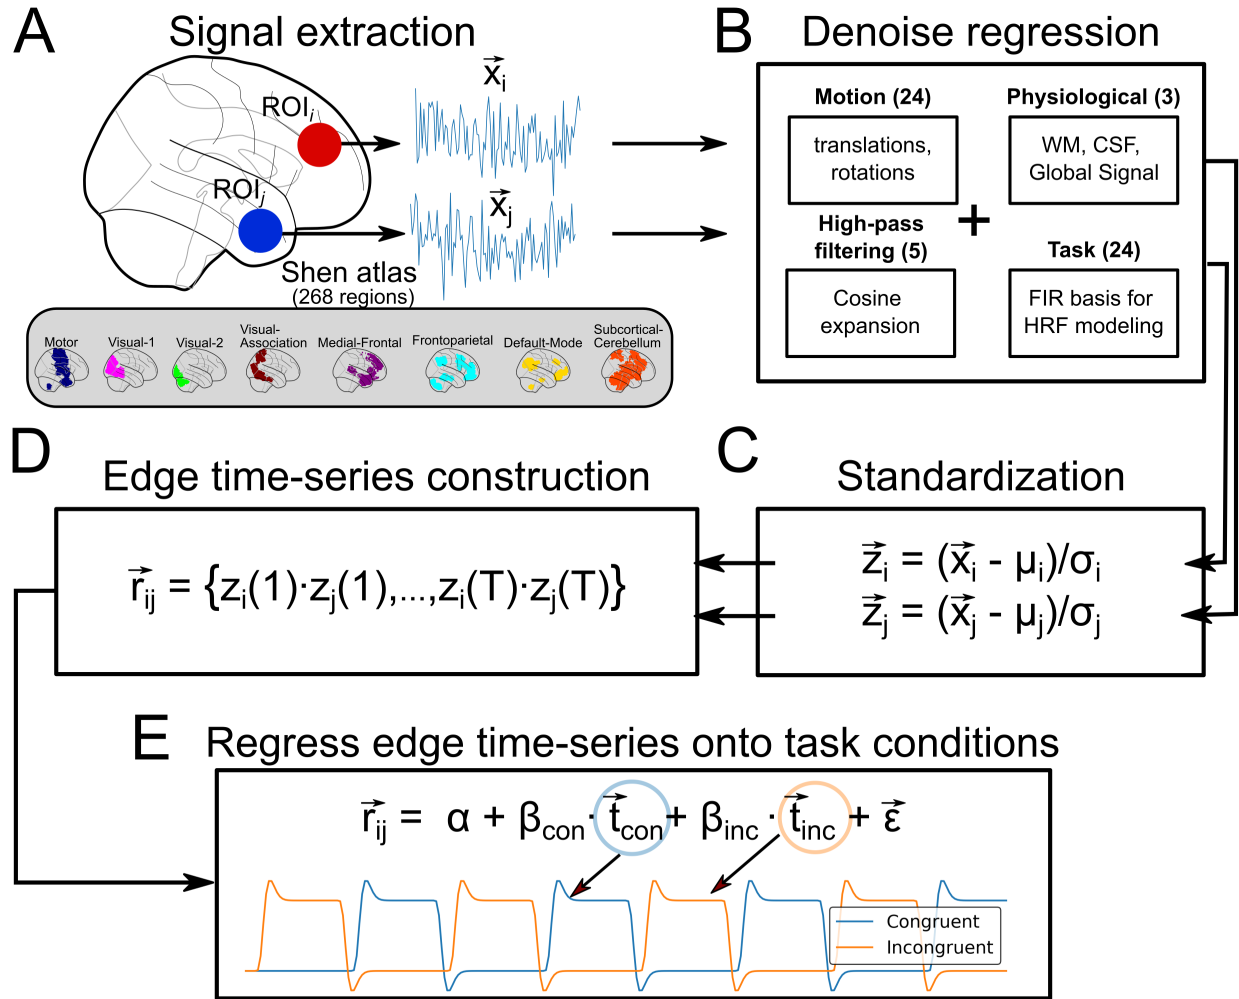 A
Signal extraction
ROIi
x⃗i
ROIj
x⃗j
Shen atlas
(268 regions)
Motor
Visual-1
Visual-2
Visual-
Association
Medial-Frontal
Frontoparietal
Default-Mode
Subcortical-
Cerebellum
B
Denoise regression
Motion (24)
translations,
rotations
Physiological (3)
WM, CSF,
Global Signal
+
High-pass
filtering (5)
Cosine
expansion
Task (24)
FIR basis for
HRF modeling
C
Standardization
z⃗i = (x⃗i - μi)/σi
z⃗j = (x⃗j - μj)/σj
D
Edge time-series construction
r⃗ij = {zi(1)·zj(1),...,zi(T)·zj(T)}
E
Regress edge time-series onto task conditions
r⃗ij = α + βcon· t⃗con + βinc · t⃗inc + ε⃗
Congruent
Incongruent